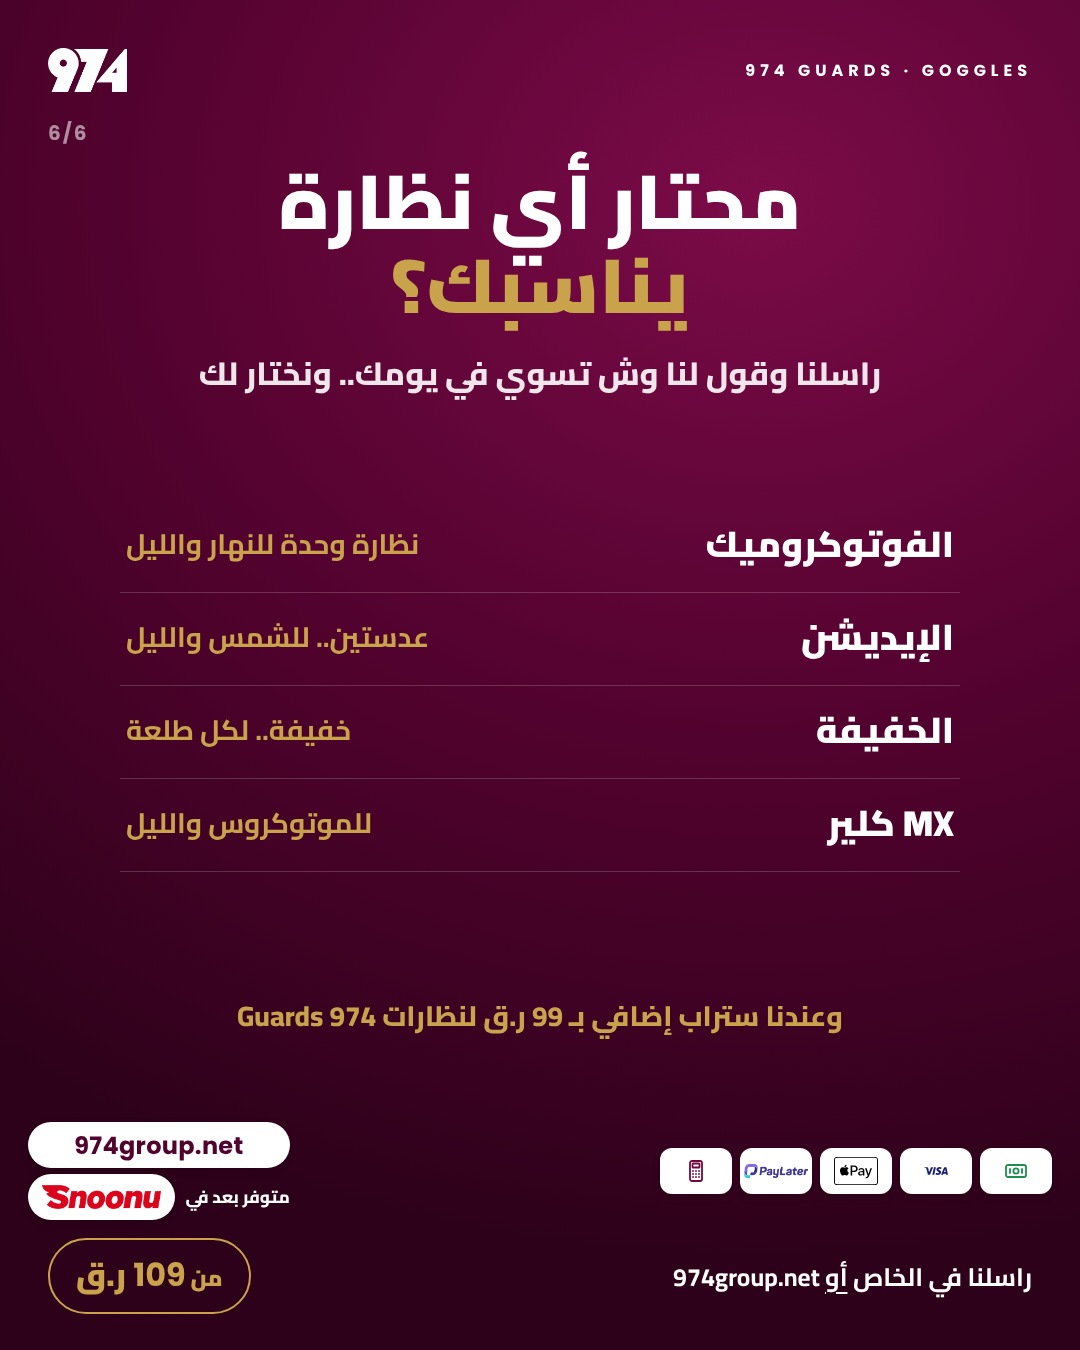 974
974 GUARDS · GOGGLES
6/6
محتار أي نظارة
يناسبك؟
راسلنا وقول لنا وش تسوي في يومك.. ونختار لك
الفوتوكروميك
نظارة وحدة للنهار والليل
الإيديشن
عدستين.. للشمس والليل
الخفيفة
خفيفة.. لكل طلعة
MX كلير
للموتوكروس والليل
وعندنا ستراب إضافي بـ 99 ر.ق لنظارات 974 Guards
974group.net
متوفر بعد في Snoonu
PayLater
Pay
VISA
من 109 ر.ق
راسلنا في الخاص أو 974group.net